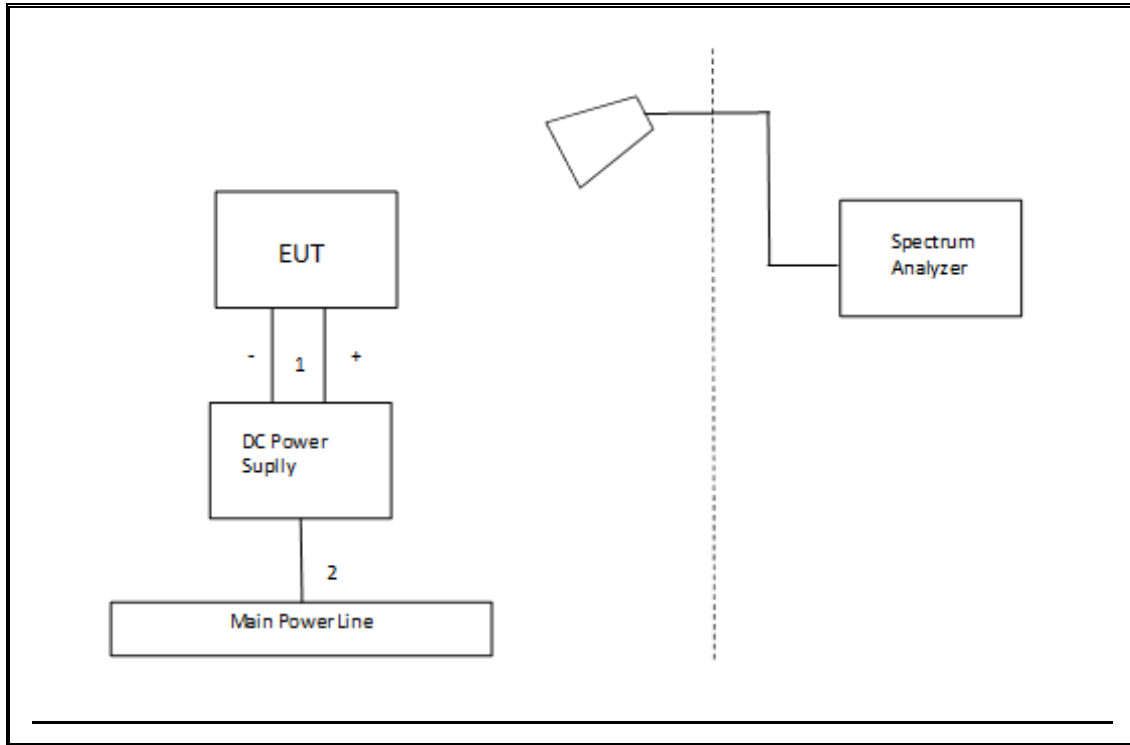 EUT
Spectrum
Analyzer
-
1
+
DC Power
Suplly
2
Main Power Line